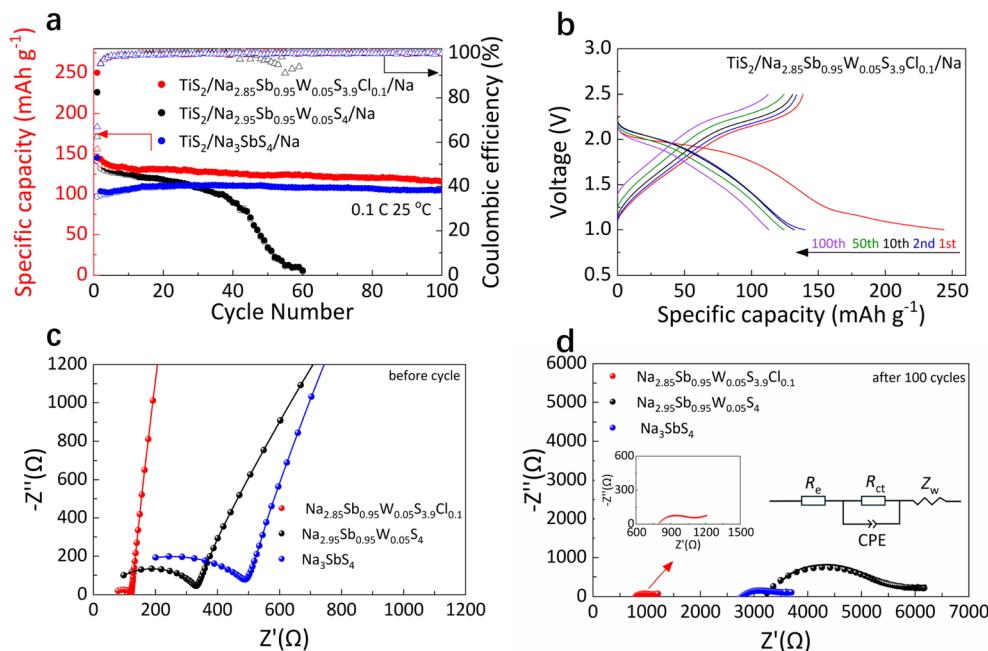 a
Specific capacity (mAh g⁻¹)
250
200
150
100
50
0
TiS₂/Na₂.₈₅Sb₀.₉₅W₀.₀₅S₃.₉Cl₀.₁/Na
TiS₂/Na₂.₉₅Sb₀.₉₅W₀.₀₅S₄/Na
TiS₂/Na₃SbS₄/Na
0.1 C 25 °C
0 20 40 60 80 100
Cycle Number
100
80
60
40
20
0
Coulombic efficiency (%)
b
Voltage (V)
3.0
2.5
2.0
1.5
1.0
0.5
TiS₂/Na₂.₈₅Sb₀.₉₅W₀.₀₅S₃.₉Cl₀.₁/Na
100th 50th 10th 2nd 1st
0 50 100 150 200 250
Specific capacity (mAh g⁻¹)
c
-Z''(Ω)
1200
1000
800
600
400
200
0
before cycle
Na₂.₈₅Sb₀.₉₅W₀.₀₅S₃.₉Cl₀.₁
Na₂.₉₅Sb₀.₉₅W₀.₀₅S₄
Na₃SbS₄
0 200 400 600 800 1000 1200
Z'(Ω)
d
-Z''(Ω)
6000
5000
4000
3000
2000
1000
0
after 100 cycles
Na₂.₈₅Sb₀.₉₅W₀.₀₅S₃.₉Cl₀.₁
Na₂.₉₅Sb₀.₉₅W₀.₀₅S₄
Na₃SbS₄
-Z''(Ω)
600
300
0
600 900 1200 1500
Z'(Ω)
Rₑ
R_ct
Z_w
CPE
0 1000 2000 3000 4000 5000 6000 7000
Z'(Ω)